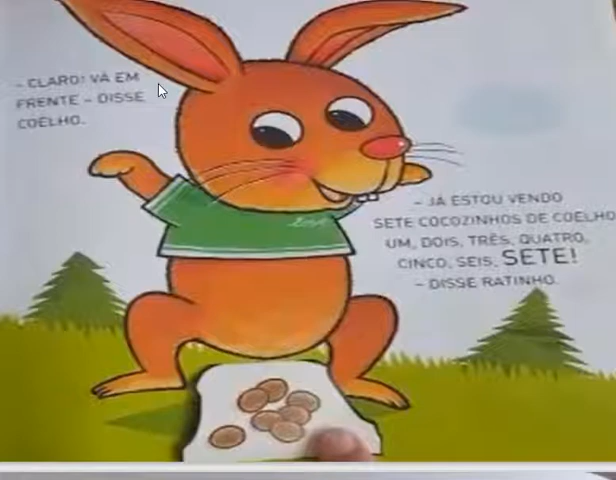 - CLARO! VÁ EM
FRENTE - DISSE
COELHO.
- JÁ ESTOU VENDO
SETE COCOZINHOS DE COELHO
UM, DOIS, TRÊS, QUATRO,
CINCO, SEIS, SETE!
- DISSE RATINHO.